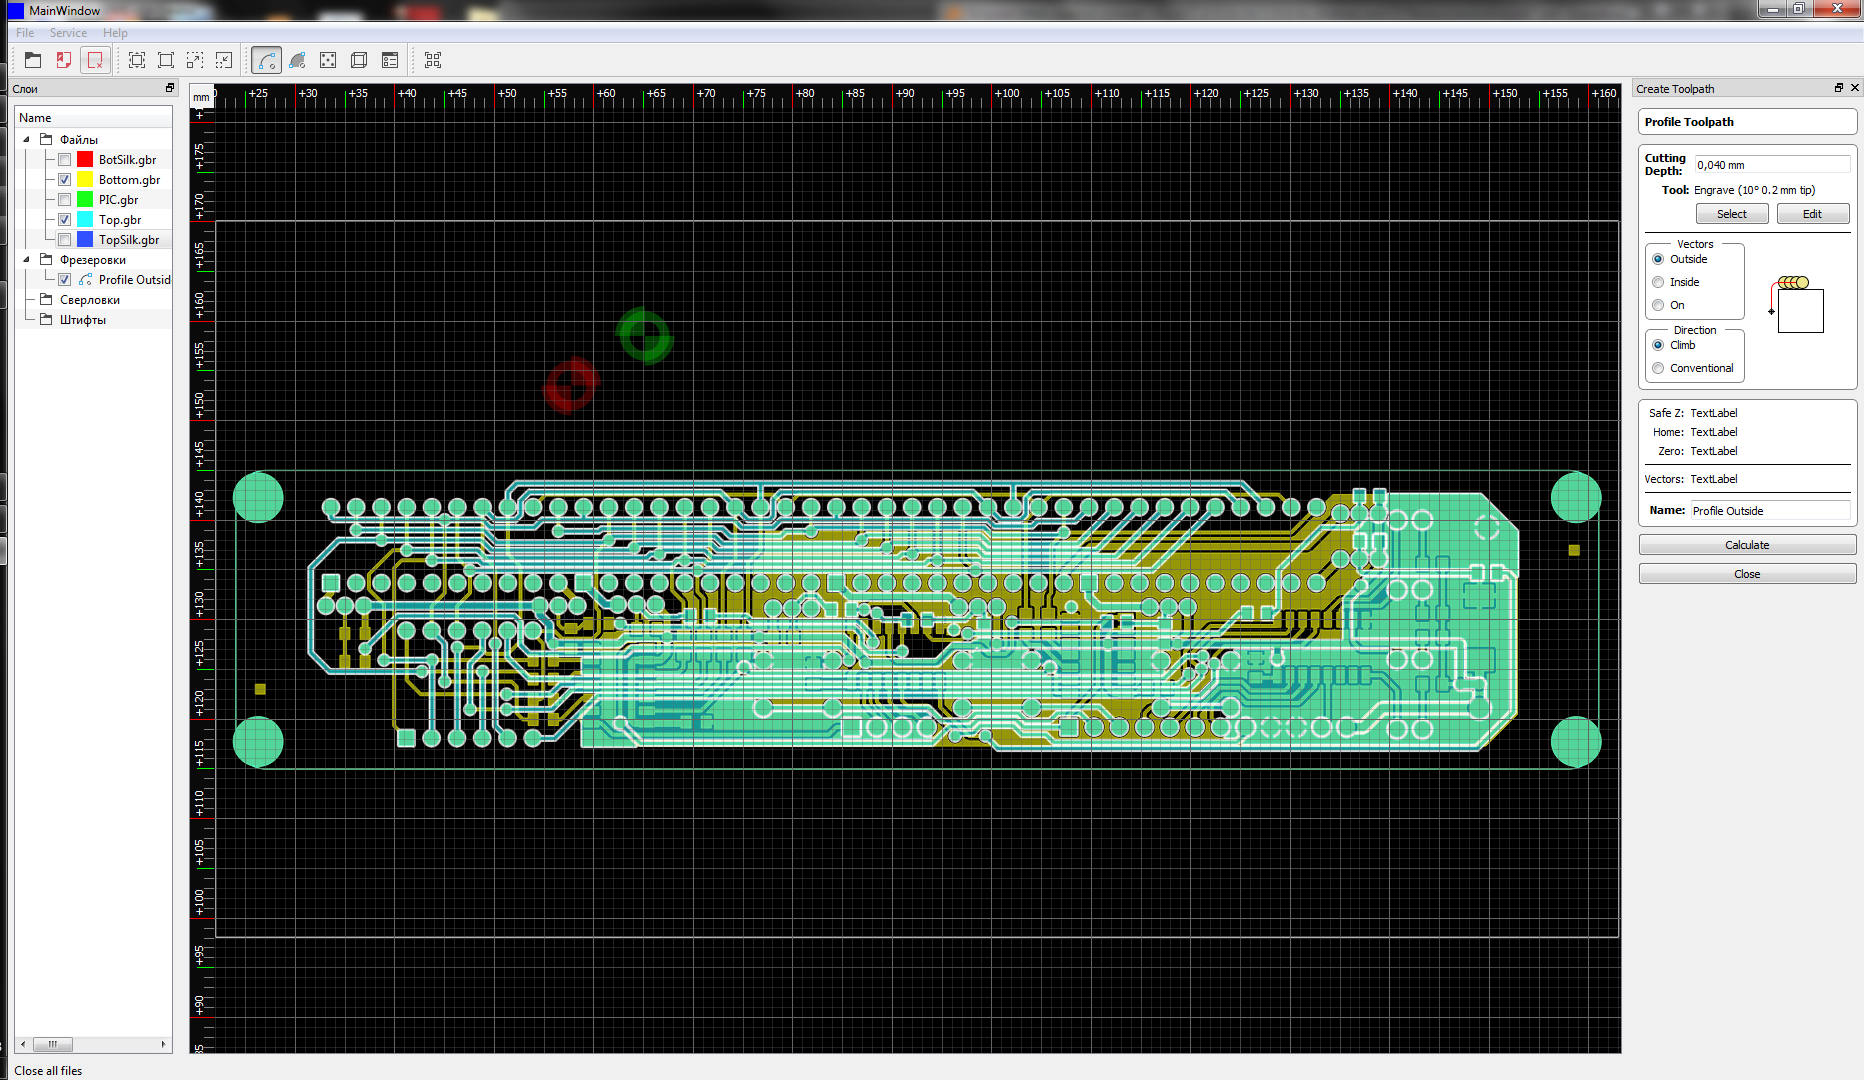 MainWindow
File Service Help
Слои
Name
Файлы
BotSilk.gbr
Bottom.gbr
PIC.gbr
Top.gbr
TopSilk.gbr
Фрезеровки
Profile Outsid
Сверловки
Штифты
mm
+25 +30 +35 +40 +45 +50 +55 +60 +65 +70 +75 +80 +85 +90 +95 +100 +105 +110 +115 +120 +125 +130 +135 +140 +145 +150 +155 +160
+175
+170
+165
+160
+155
+150
+145
+140
+135
+130
+125
+120
+115
+110
+105
+100
+95
+90
Create Toolpath
Profile Toolpath
Cutting Depth: 0,040 mm
Tool: Engrave (10° 0.2 mm tip)
Select Edit
Vectors
Outside
Inside
On
Direction
Climb
Conventional
Safe Z: TextLabel
Home: TextLabel
Zero: TextLabel
Vectors: TextLabel
Name: Profile Outside
Calculate
Close
Close all files